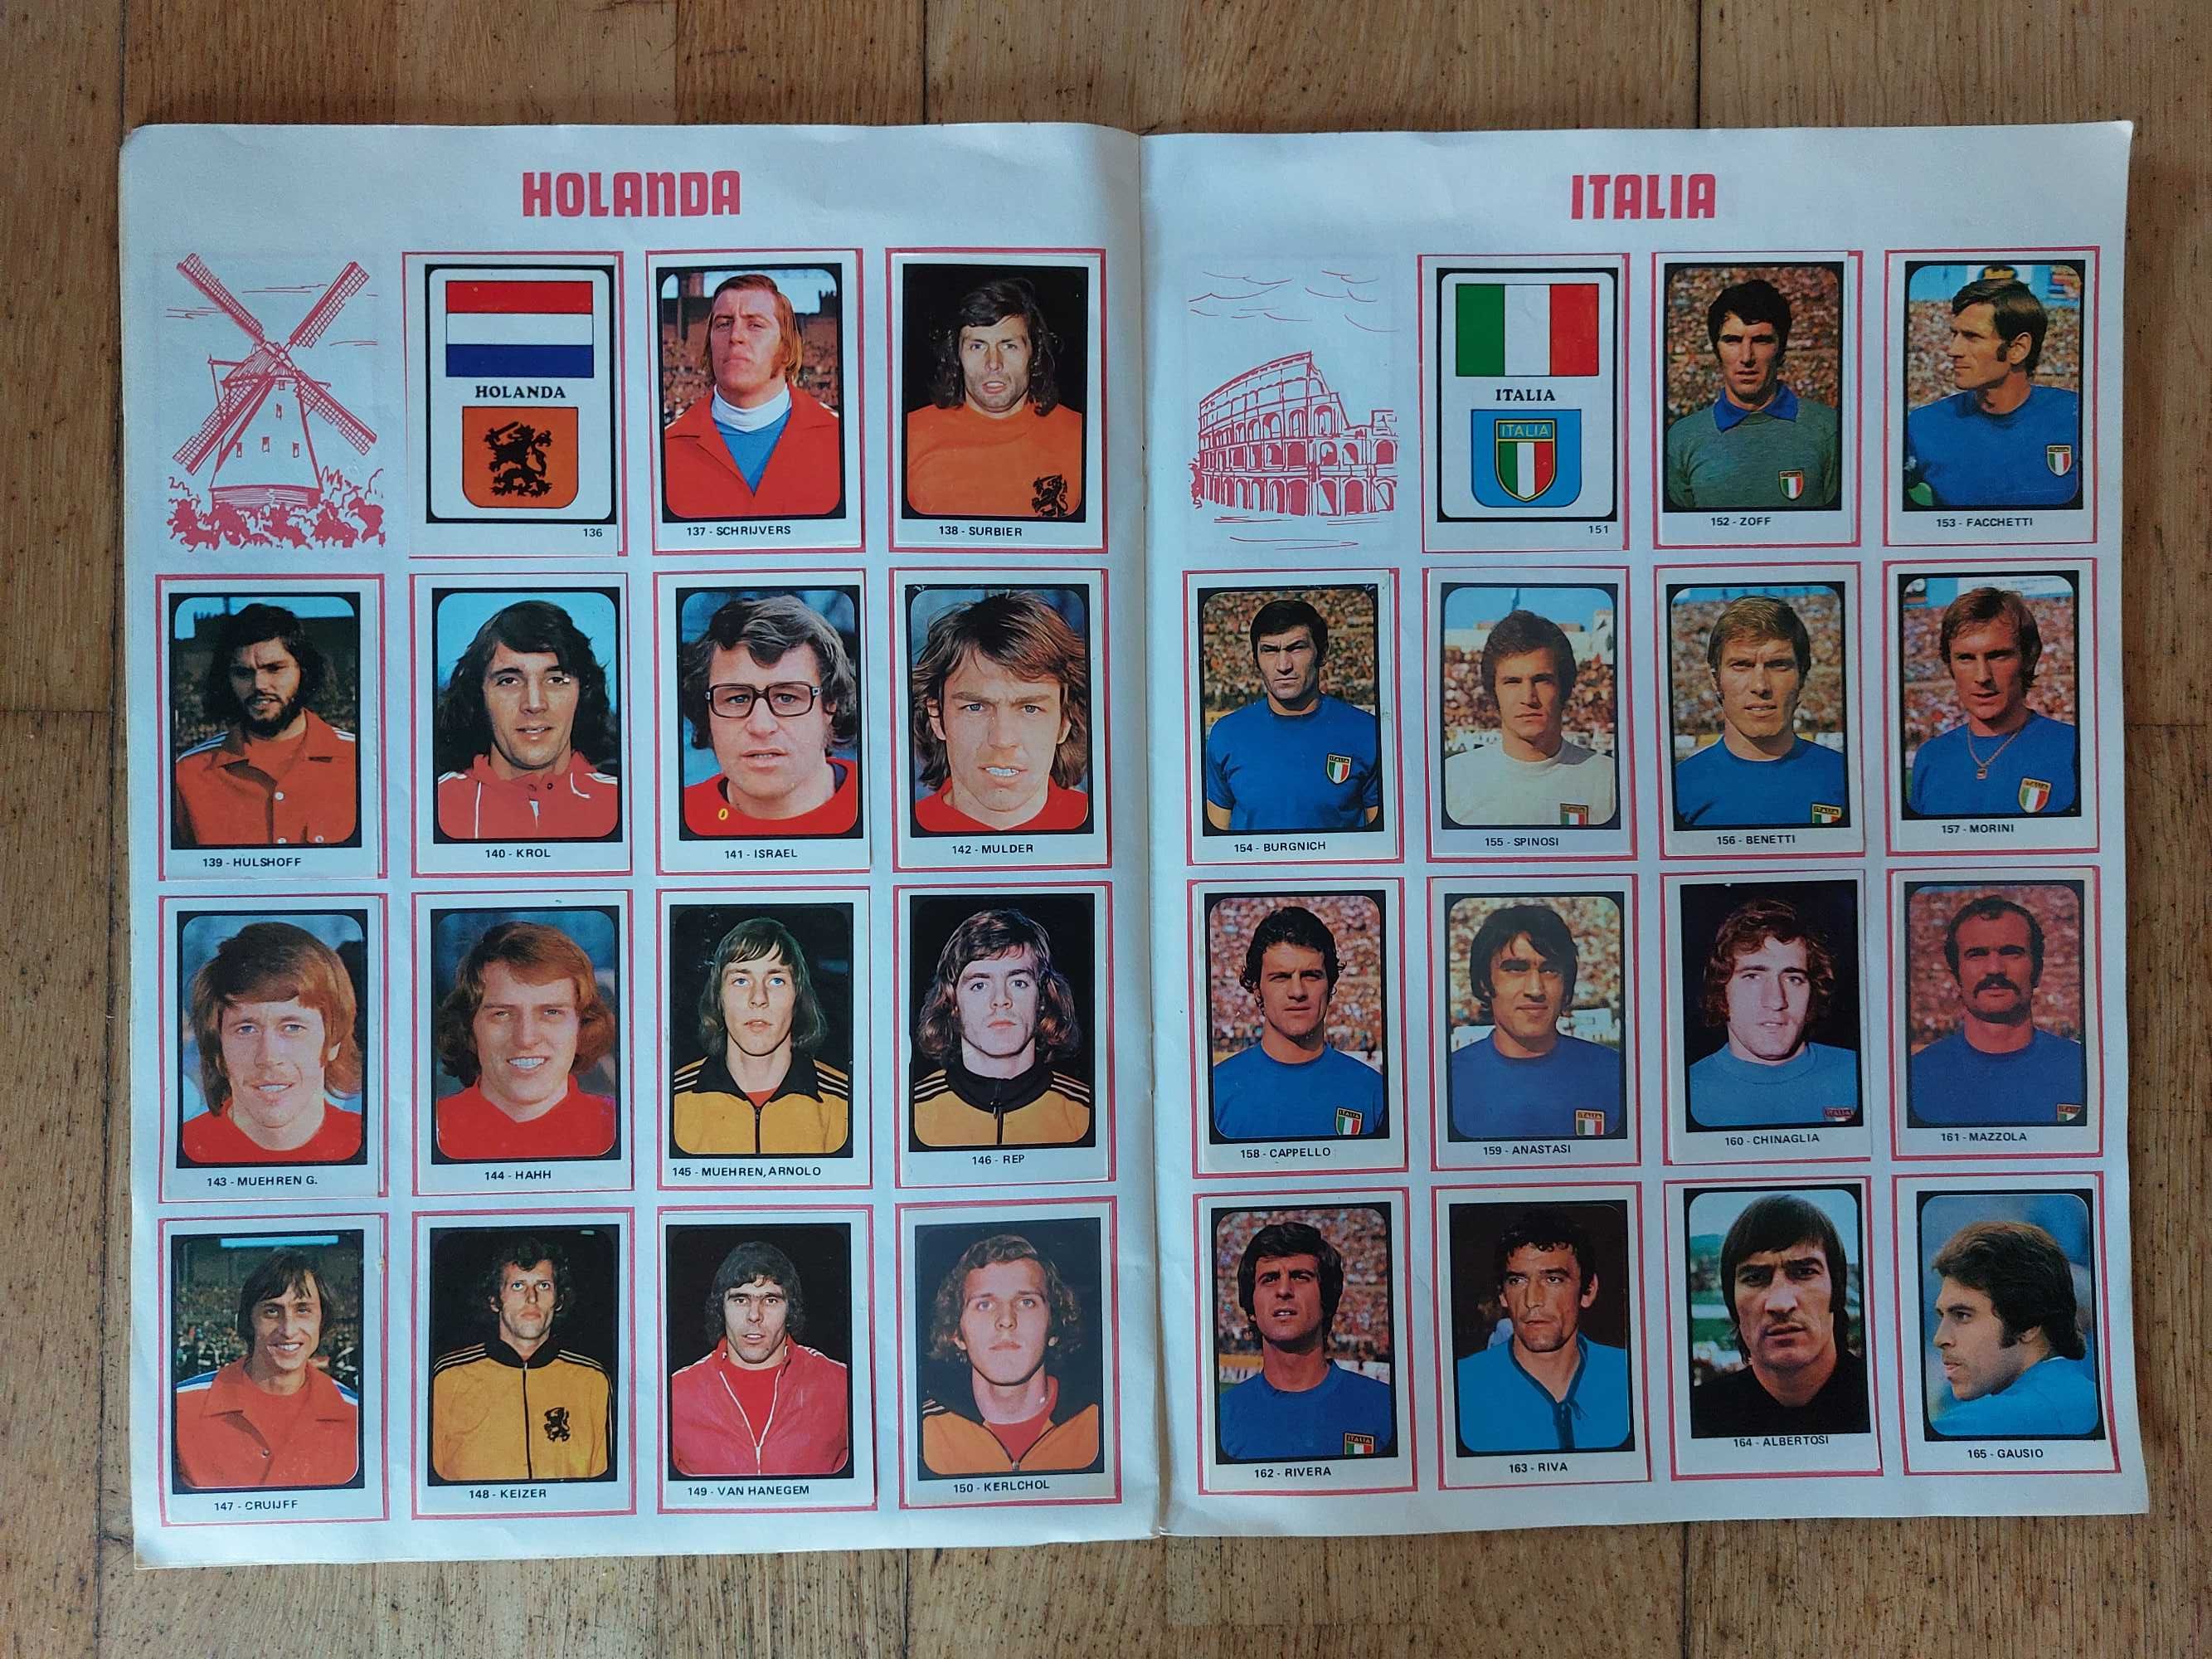 HOLANDA
HOLANDA
136
137 - SCHRIJVERS
138 - SURBIER
139 - HULSHOFF
140 - KROL
141 - ISRAEL
142 - MULDER
143 - MUEHREN G.
144 - HAHH
145 - MUEHREN, ARNOLO
146 - REP
147 - CRUIJFF
148 - KEIZER
149 - VAN HANEGEM
150 - KERLCHOL
ITALIA
ITALIA
ITALIA
151
152 - ZOFF
153 - FACCHETTI
154 - BURGNICH
155 - SPINOSI
156 - BENETTI
157 - MORINI
158 - CAPPELLO
159 - ANASTASI
160 - CHINAGLIA
161 - MAZZOLA
162 - RIVERA
163 - RIVA
164 - ALBERTOSI
165 - GAUSIO